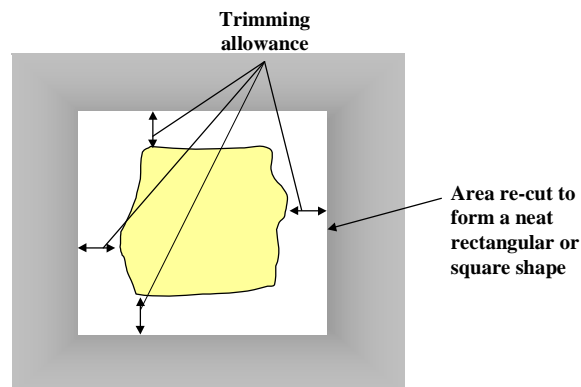 Trimming
allowance
Area re-cut to
form a neat
rectangular or
square shape